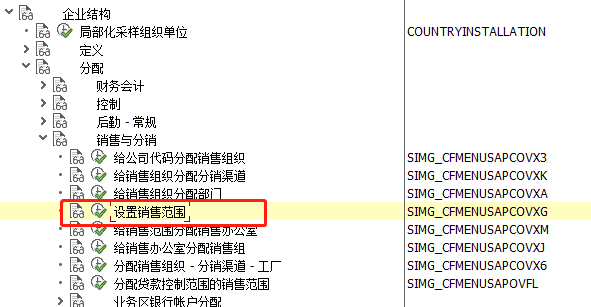 企业结构
局部化采样组织单位 COUNTRYINSTALLATION
定义
分配
财务会计
控制
后勤 - 常规
销售与分销
给公司代码分配销售组织 SIMG_CFMENUSAPCOVX3
给销售组织分配分销渠道 SIMG_CFMENUSAPCOVXK
给销售组织分配部门 SIMG_CFMENUSAPCOVXA
设置销售范围 SIMG_CFMENUSAPCOVXG
给销售范围分配销售办公室 SIMG_CFMENUSAPCOVXM
给销售办公室分配销售组 SIMG_CFMENUSAPCOVXJ
分配销售组织 - 分销渠道 - 工厂 SIMG_CFMENUSAPCOVX6
分配贷款控制范围的销售范围 SIMG_CFMENUSAPOVFL
业务区银行帐户分配